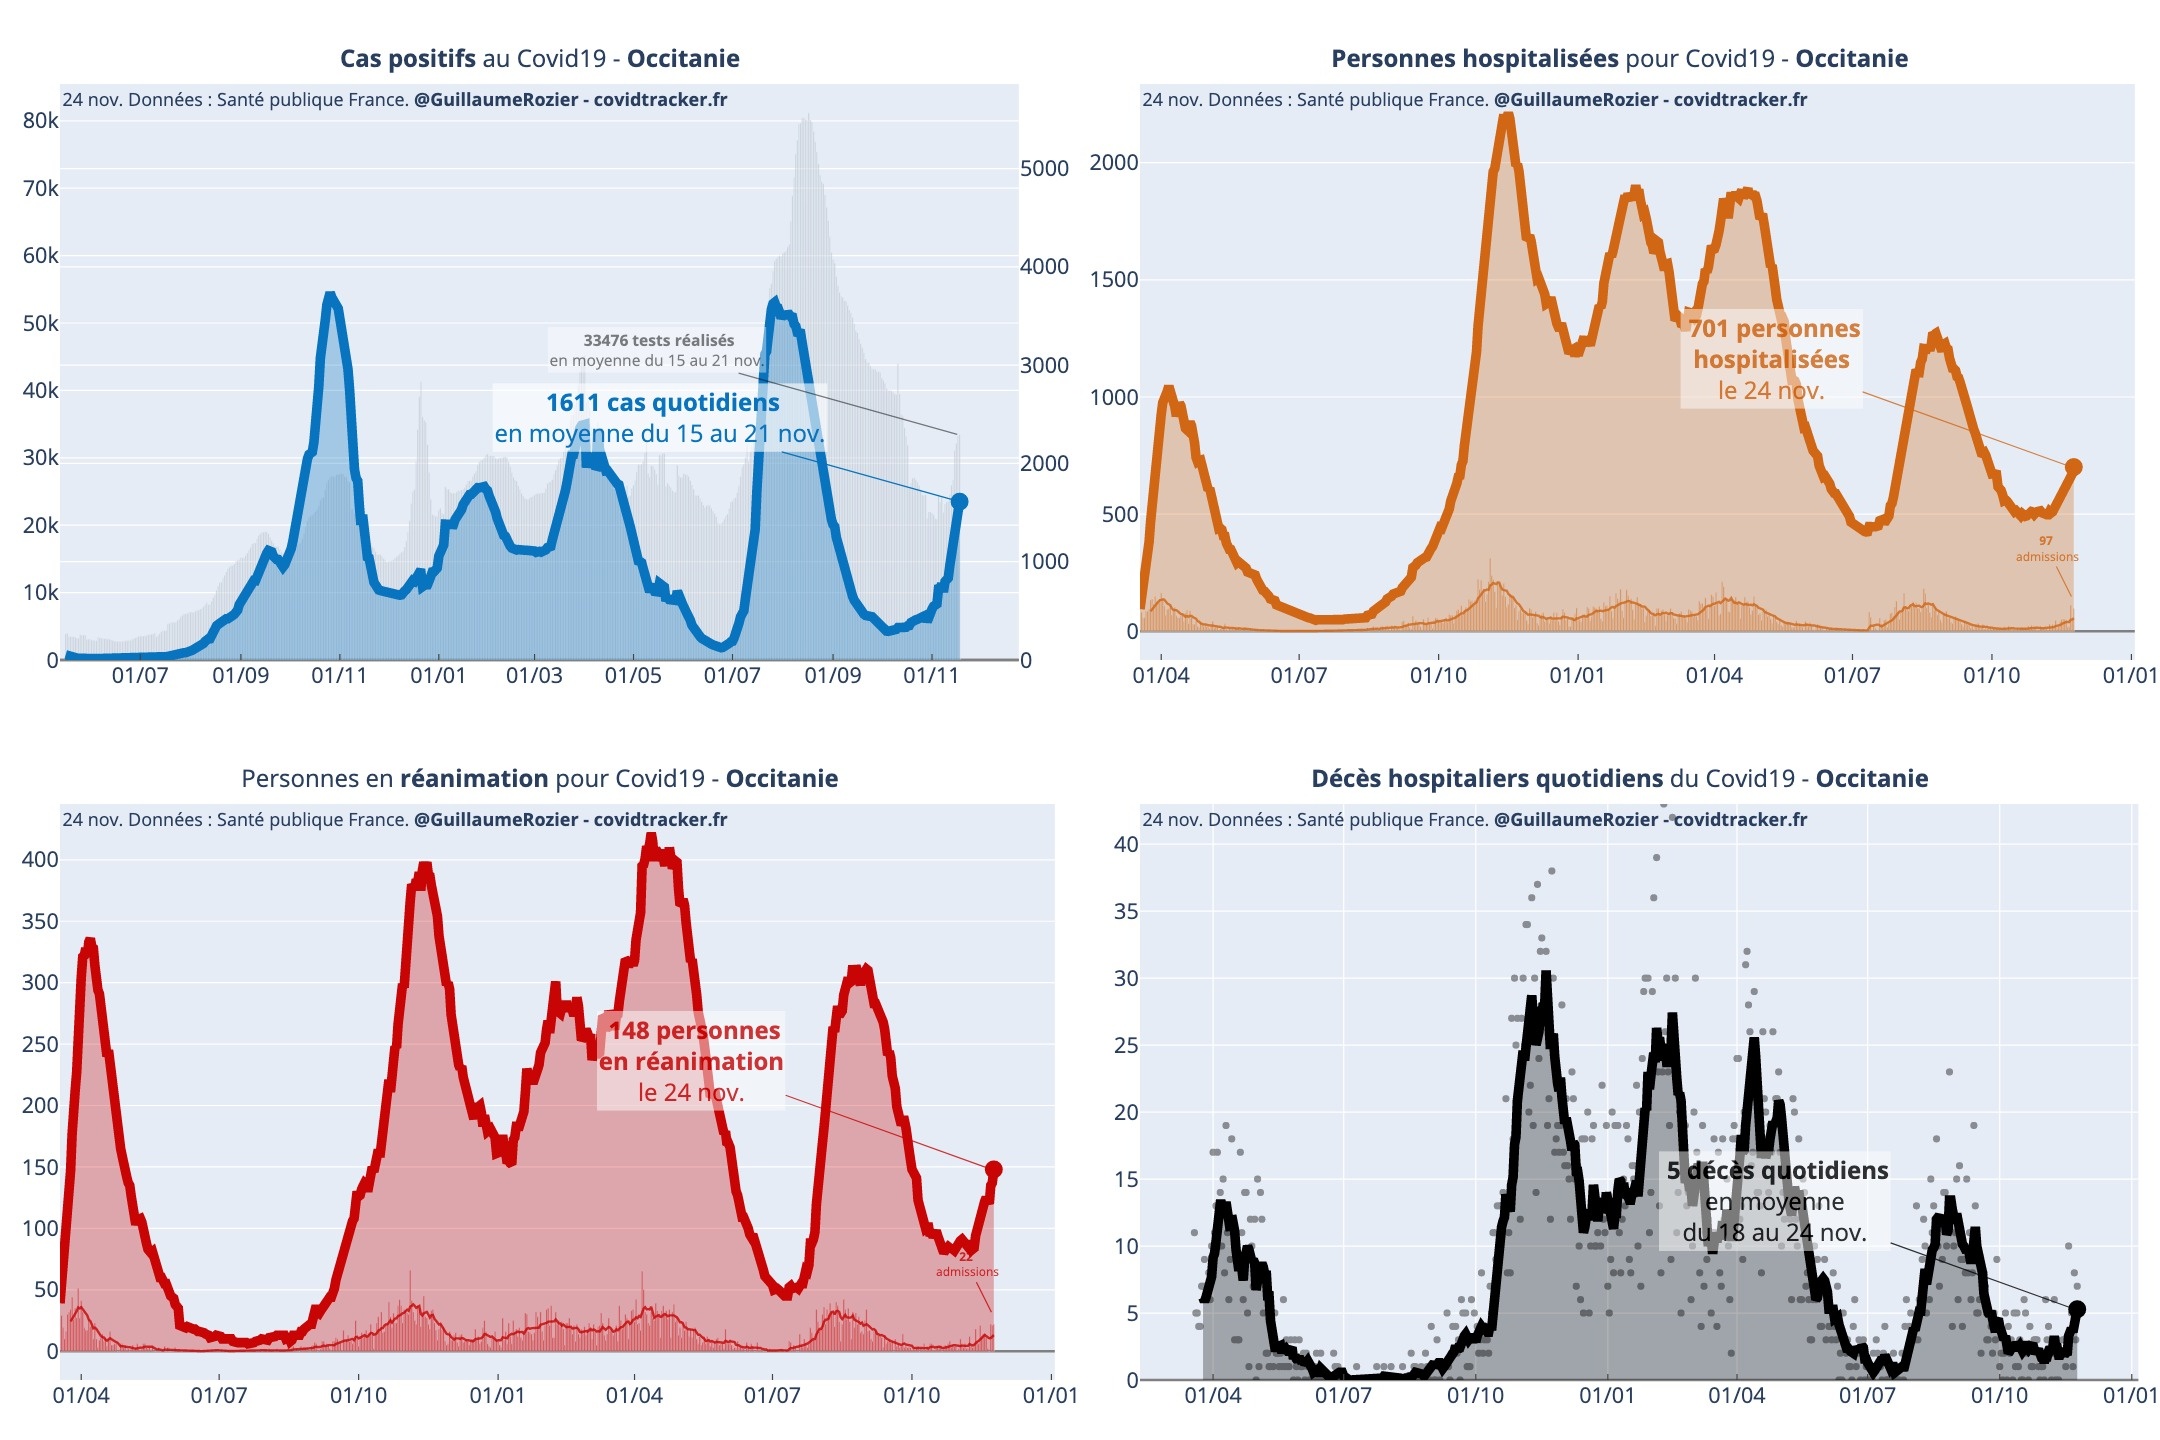 Cas positifs au Covid19 - Occitanie
24 nov. Données : Santé publique France. @GuillaumeRozier - covidtracker.fr
80k
70k
60k
50k
40k
30k
20k
10k
0
5000
4000
3000
2000
1000
0
33476 tests réalisés
en moyenne du 15 au 21 nov.
1611 cas quotidiens
en moyenne du 15 au 21 nov.
01/07 01/09 01/11 01/01 01/03 01/05 01/07 01/09 01/11
Personnes hospitalisées pour Covid19 - Occitanie
24 nov. Données : Santé publique France. @GuillaumeRozier - covidtracker.fr
2000
1500
1000
500
0
701 personnes
hospitalisées
le 24 nov.
97
admissions
01/04 01/07 01/10 01/01 01/04 01/07 01/10 01/01
Personnes en réanimation pour Covid19 - Occitanie
24 nov. Données : Santé publique France. @GuillaumeRozier - covidtracker.fr
400
350
300
250
200
150
100
50
0
148 personnes
en réanimation
le 24 nov.
22
admissions
01/04 01/07 01/10 01/01 01/04 01/07 01/10 01/01
Décès hospitaliers quotidiens du Covid19 - Occitanie
24 nov. Données : Santé publique France. @GuillaumeRozier - covidtracker.fr
40
35
30
25
20
15
10
5
0
5 décès quotidiens
en moyenne
du 18 au 24 nov.
01/04 01/07 01/10 01/01 01/04 01/07 01/10 01/01